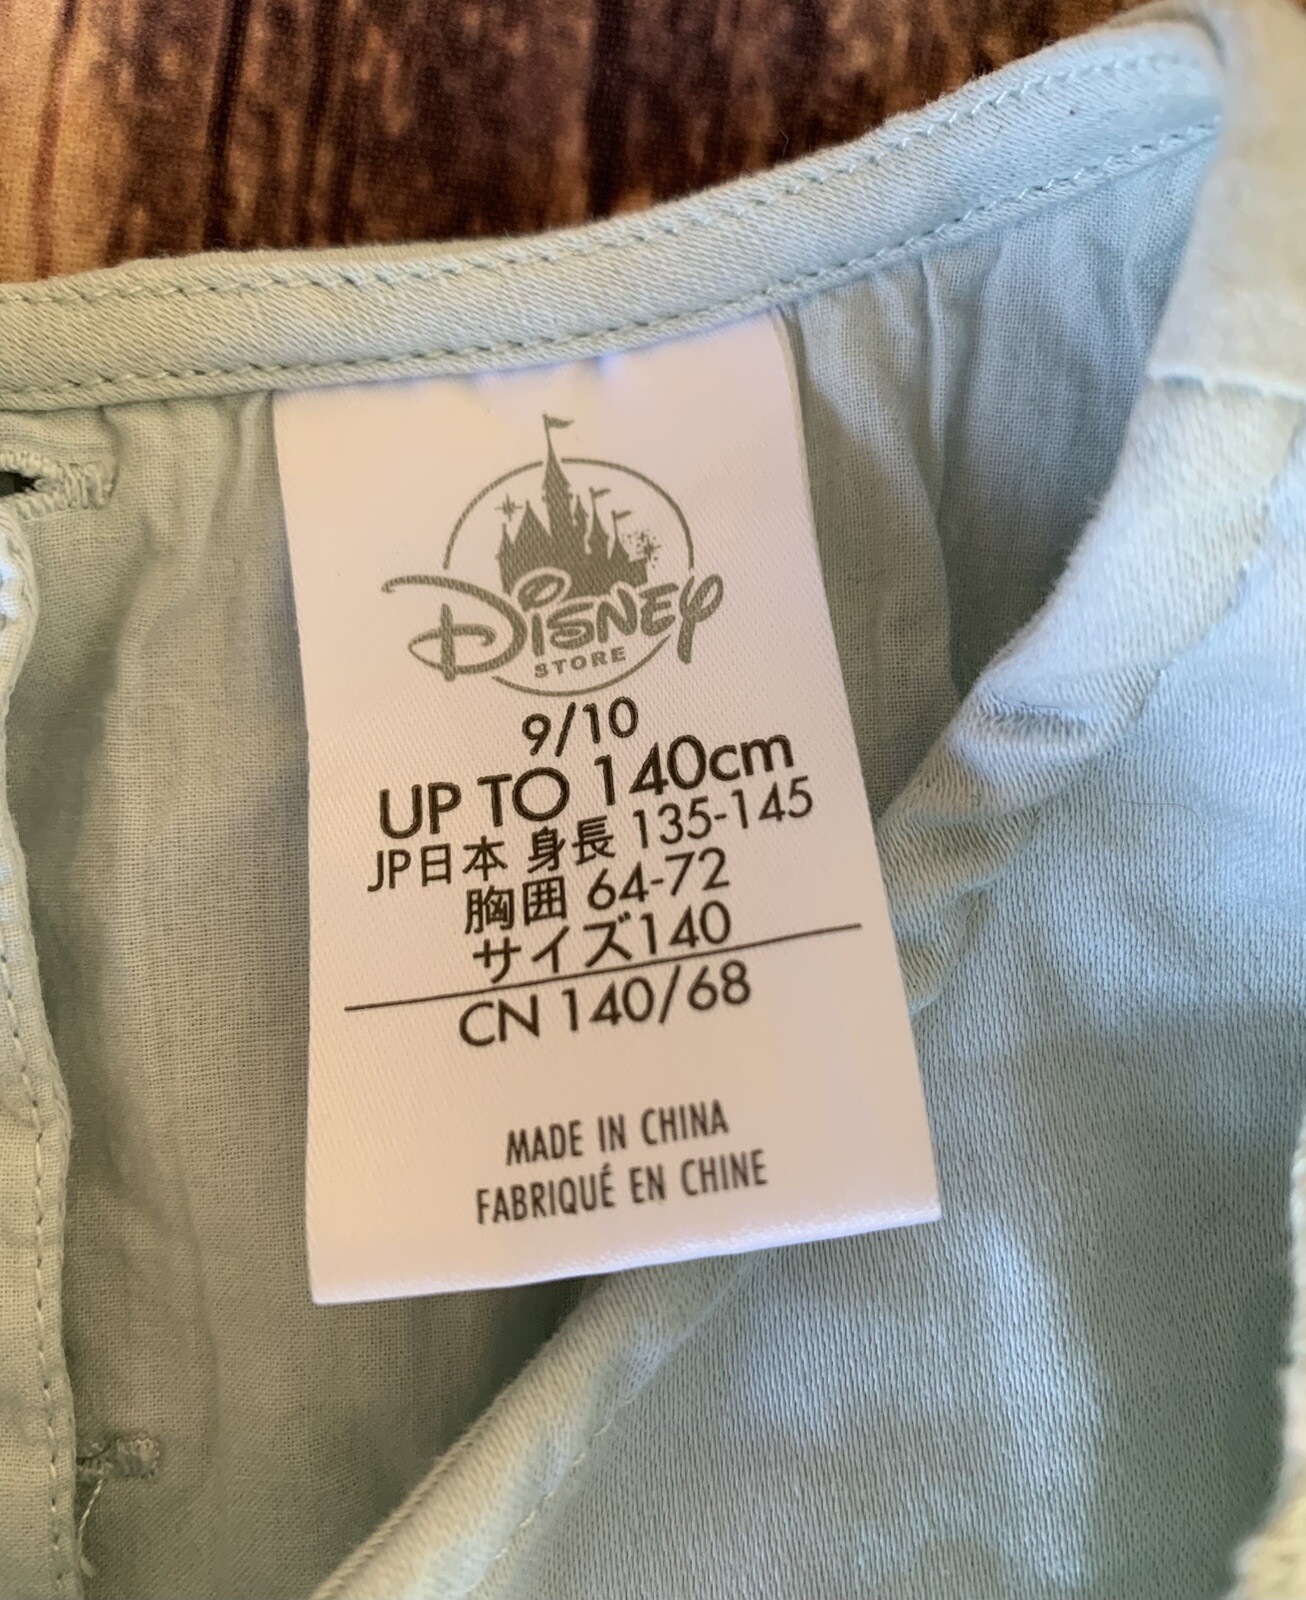 Disney
STORE
9/10
UP TO 140cm
JP日本 身長 135-145
胸囲 64-72
サイズ140
CN 140/68
MADE IN CHINA
FABRIQUÉ EN CHINE